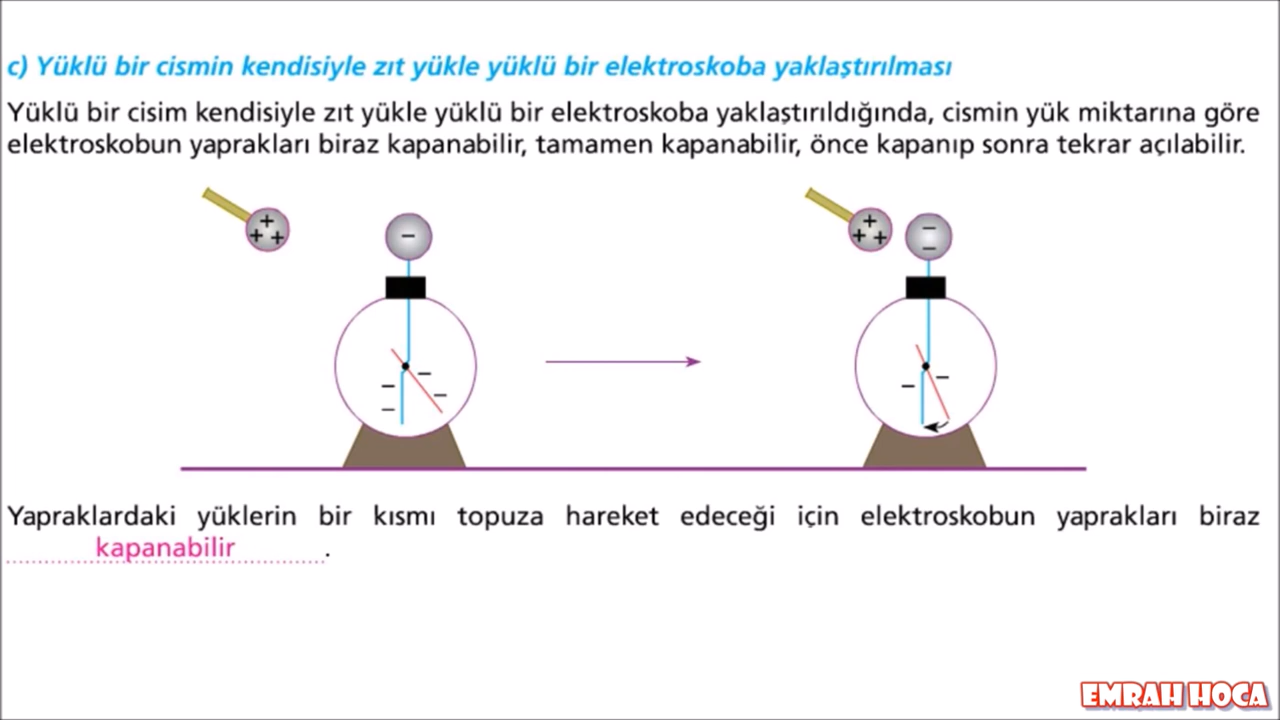 c) Yüklü bir cismin kendisiyle zıt yükle yüklü bir elektroskoba yaklaştırılması
Yüklü bir cisim kendisiyle zıt yükle yüklü bir elektroskoba yaklaştırıldığında, cismin yük miktarına göre
elektroskobun yaprakları biraz kapanabilir, tamamen kapanabilir, önce kapanıp sonra tekrar açılabilir.
+
+ +
−
−
−
−
−
+
+ +
−
−
−
−
Yapraklardaki yüklerin bir kısmı topuza hareket edeceği için elektroskobun yaprakları biraz
kapanabilir .
EMRAH HOCA